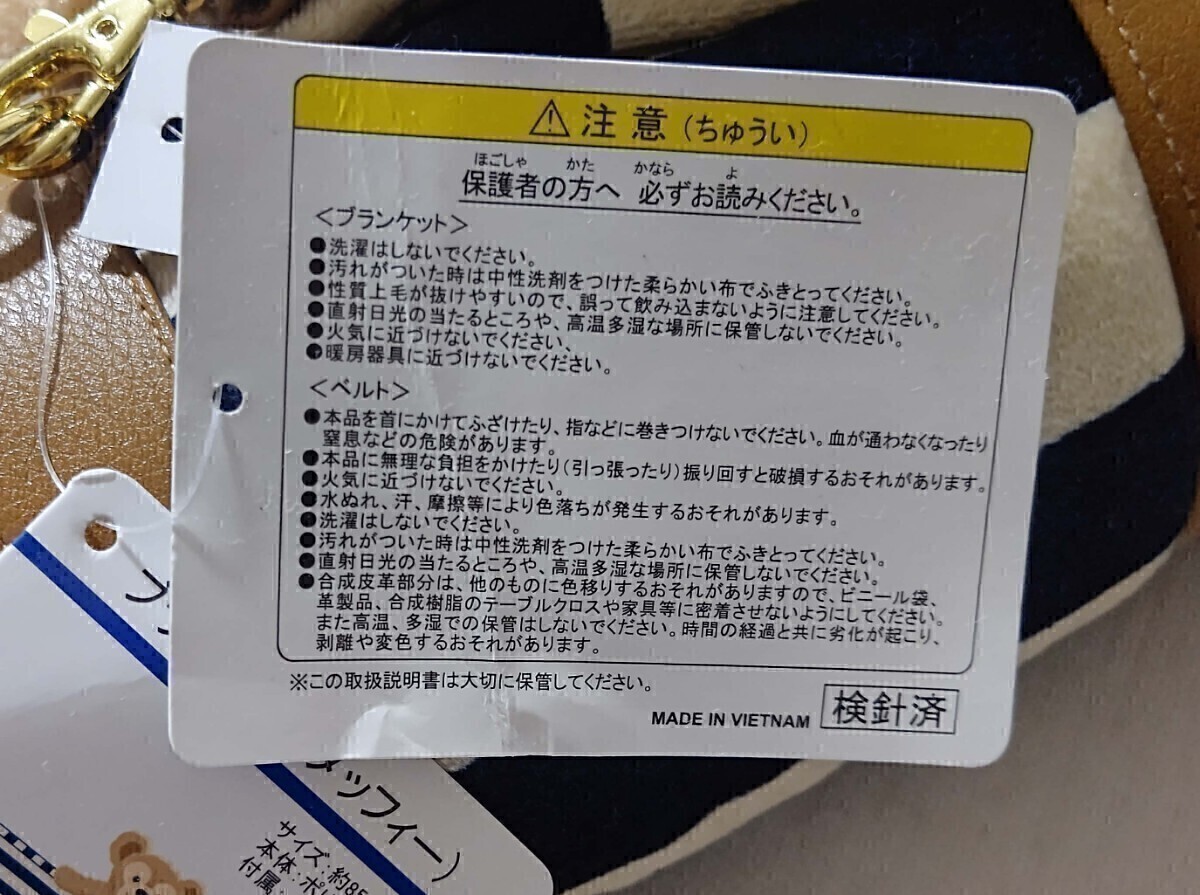 注意(ちゅうい)
ほごしゃ かた かなら よ
保護者の方へ 必ずお読みください。
<ブランケット>
●洗濯はしないでください。
●汚れがついた時は中性洗剤をつけた柔らかい布でふきとってください。
●性質上毛が抜けやすいので、誤って飲み込まないように注意してください。
●直射日光の当たるところや、高温多湿な場所に保管しないでください。
●火気に近づけないでください、
●暖房器具に近づけないでください。
<ベルト>
●本品を首にかけてふざけたり、指などに巻きつけないでください。血が通わなくなったり
窒息などの危険があります。
●本品に無理な負担をかけたり(引っ張ったり)振り回すと破損するおそれがあります。
●火気に近づけないでください。
●水ぬれ、汗、摩擦等により色落ちが発生するおそれがあります。
●洗濯はしないでください。
●汚れがついた時は中性洗剤をつけた柔らかい布でふきとってください。
●直射日光の当たるところや、高温多湿な場所に保管しないでください。
●合成皮革部分は、他のものに色移りするおそれがありますので、ビニール袋、
革製品、合成樹脂のテーブルクロスや家具等に密着させないようにしてください。
また高温、多湿での保管はしないでください。時間の経過と共に劣化が起こり、
剥離や変色するおそれがあります。
※この取扱説明書は大切に保管してください。
MADE IN VIETNAM 検針済
ダッフィー)
サイズ:約85
本体:ポリ
付属: